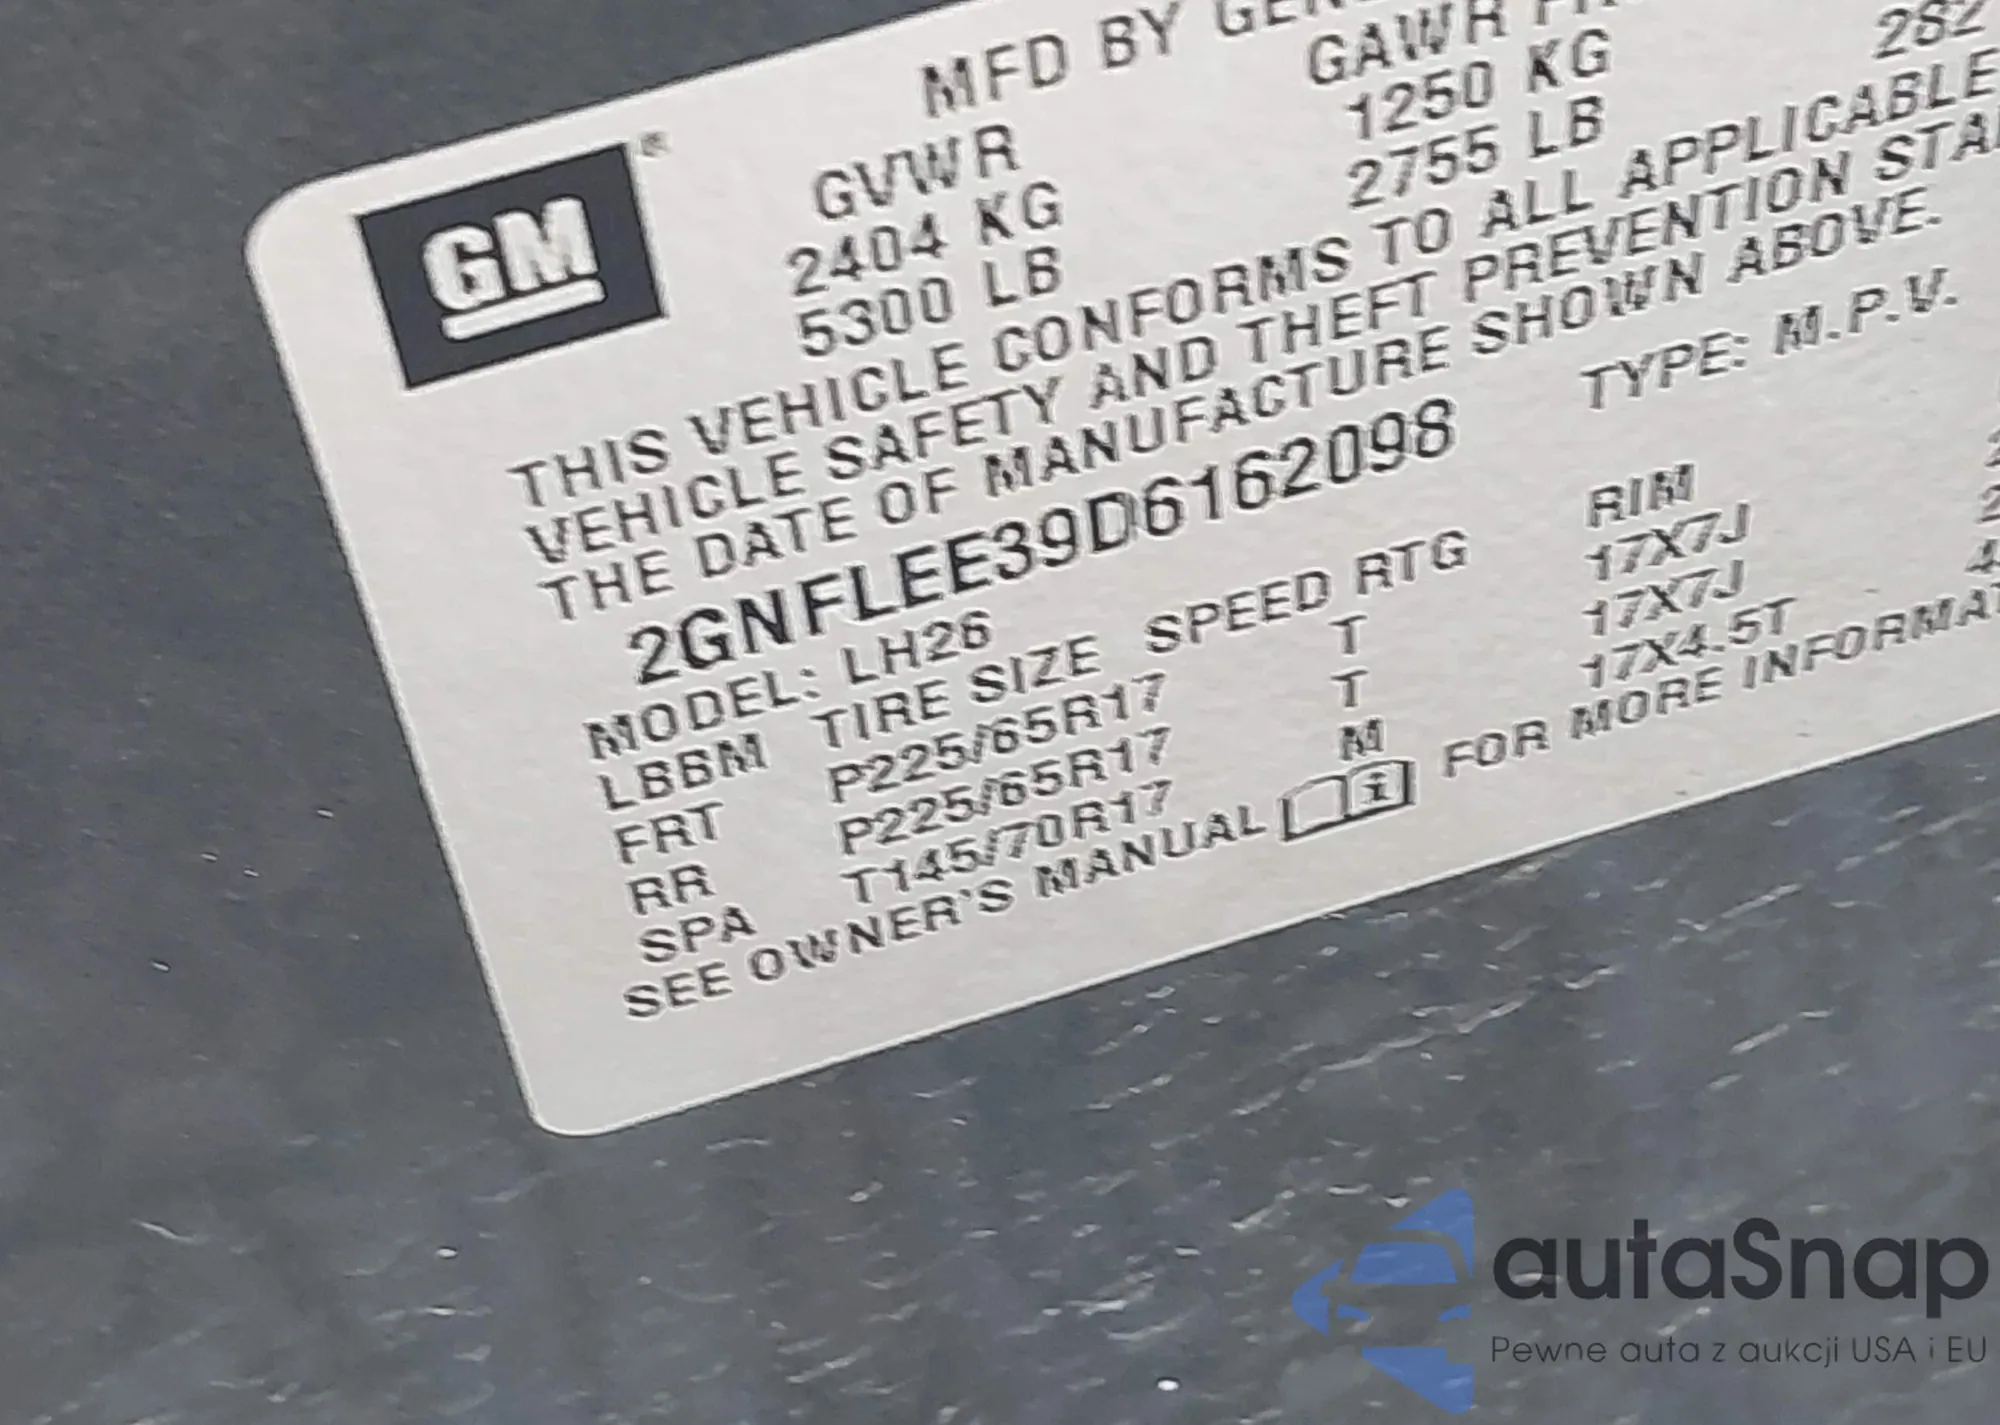 MFD BY GEN
GVWR GAWR
2404 KG 1250 KG 282
5300 LB 2755 LB
THIS VEHICLE CONFORMS TO ALL APPLICABLE
VEHICLE SAFETY AND THEFT PREVENTION STA
THE DATE OF MANUFACTURE SHOWN ABOVE.
2GNFLEE39D6162098 TYPE: M.P.V.
MODEL: LH26
LBBM TIRE SIZE SPEED RTG RIM
FRT P225/65R17 T 17X7J
RR P225/65R17 T 17X7J
SPA T145/70R17 M 17X4.5T
SEE OWNER'S MANUAL FOR MORE INFORMAT
GM®
autaSnap
Pewne auta z aukcji USA i EU